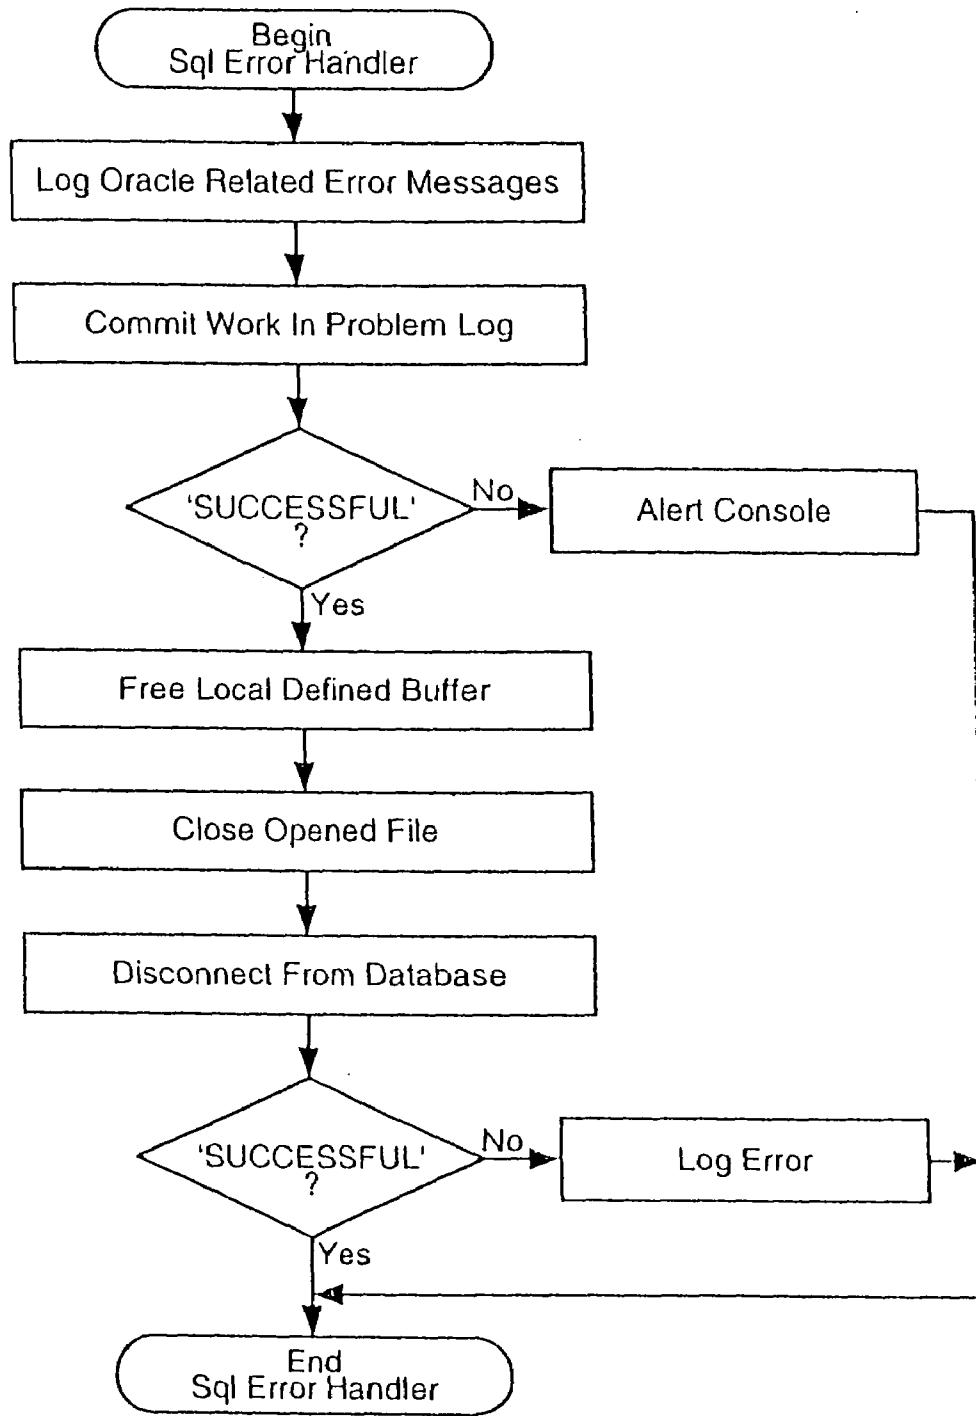 Begin
Sql Error Handler
Log Oracle Related Error Messages
Commit Work In Problem Log
'SUCCESSFUL'
?
No
Alert Console
Yes
Free Local Defined Buffer
Close Opened File
Disconnect From Database
'SUCCESSFUL'
?
No
Log Error
Yes
End
Sql Error Handler